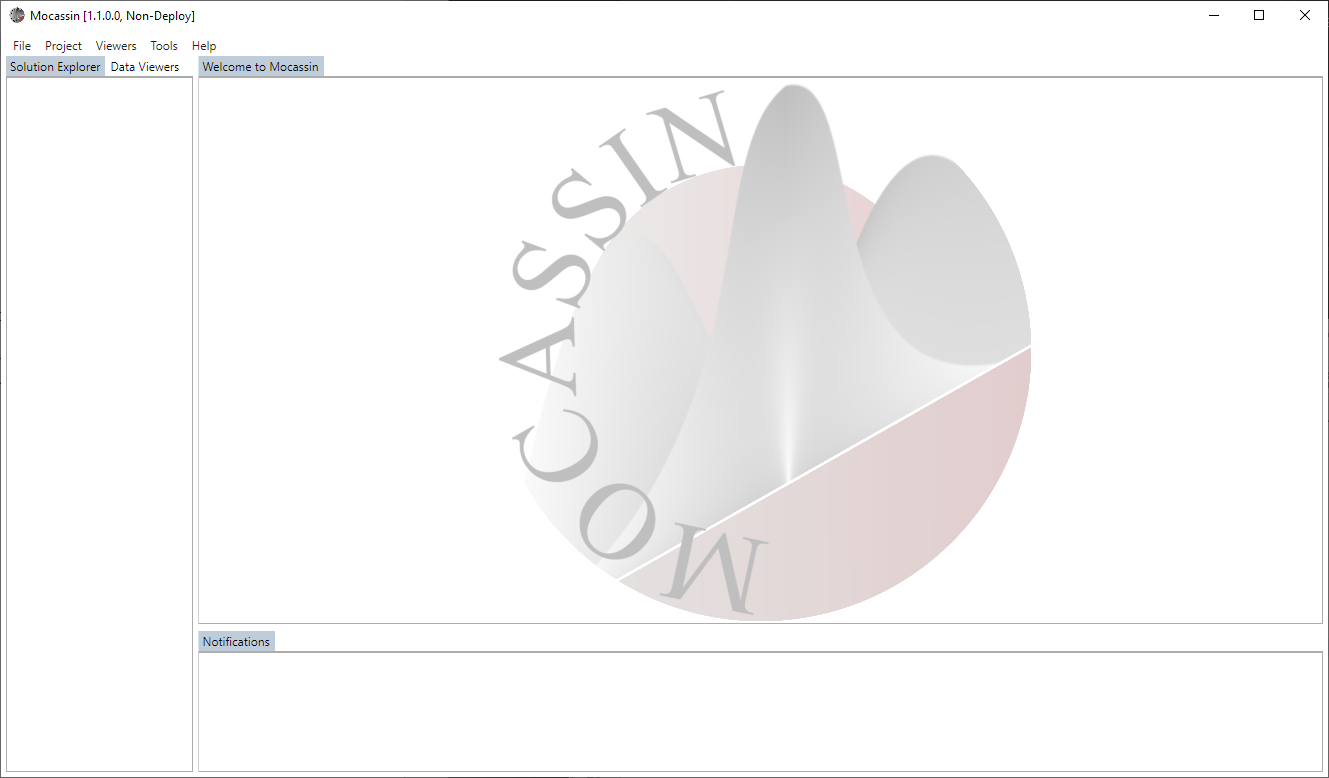 Mocassin [1.1.0.0, Non-Deploy]
File Project Viewers Tools Help
Solution Explorer Data Viewers Welcome to Mocassin
MOCASSIN
Notifications